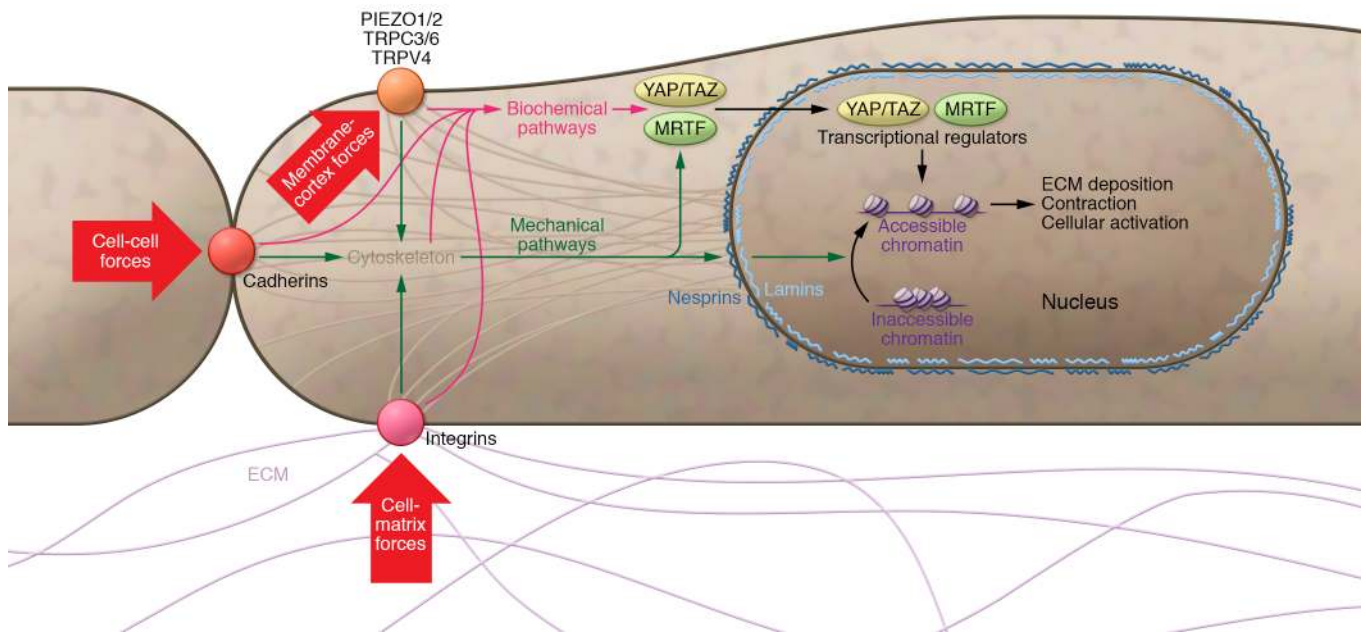 PIEZO1/2
TRPC3/6
TRPV4
Membrane-
cortex forces
Biochemical
pathways
YAP/TAZ
MRTF
YAP/TAZ
MRTF
Transcriptional regulators
ECM deposition
Contraction
Cellular activation
Accessible
chromatin
Cell-cell
forces
Cadherins
Cytoskeleton
Mechanical
pathways
Nesprins
Lamins
Inaccessible
chromatin
Nucleus
Integrins
ECM
Cell-
matrix
forces